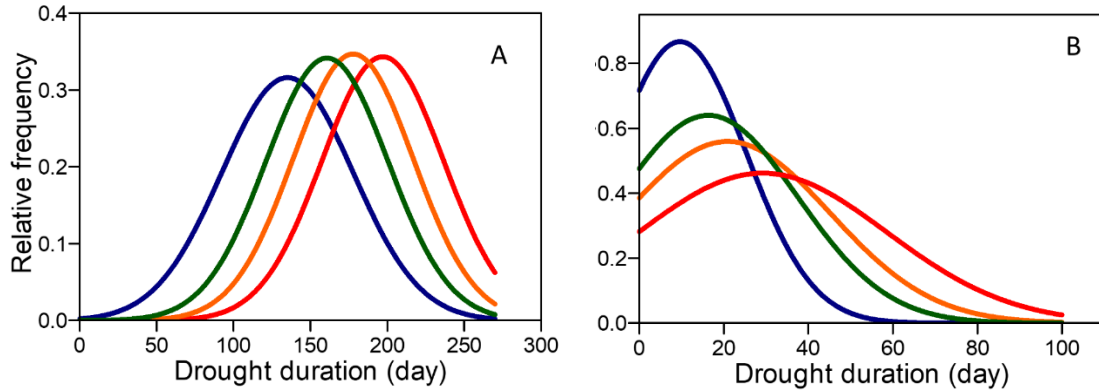 0.4
0.3
0.2
0.1
0.0
Relative frequency
A
0 50 100 150 200 250 300
Drought duration (day)
0.8
0.6
0.4
0.2
0.0
B
0 20 40 60 80 100
Drought duration (day)